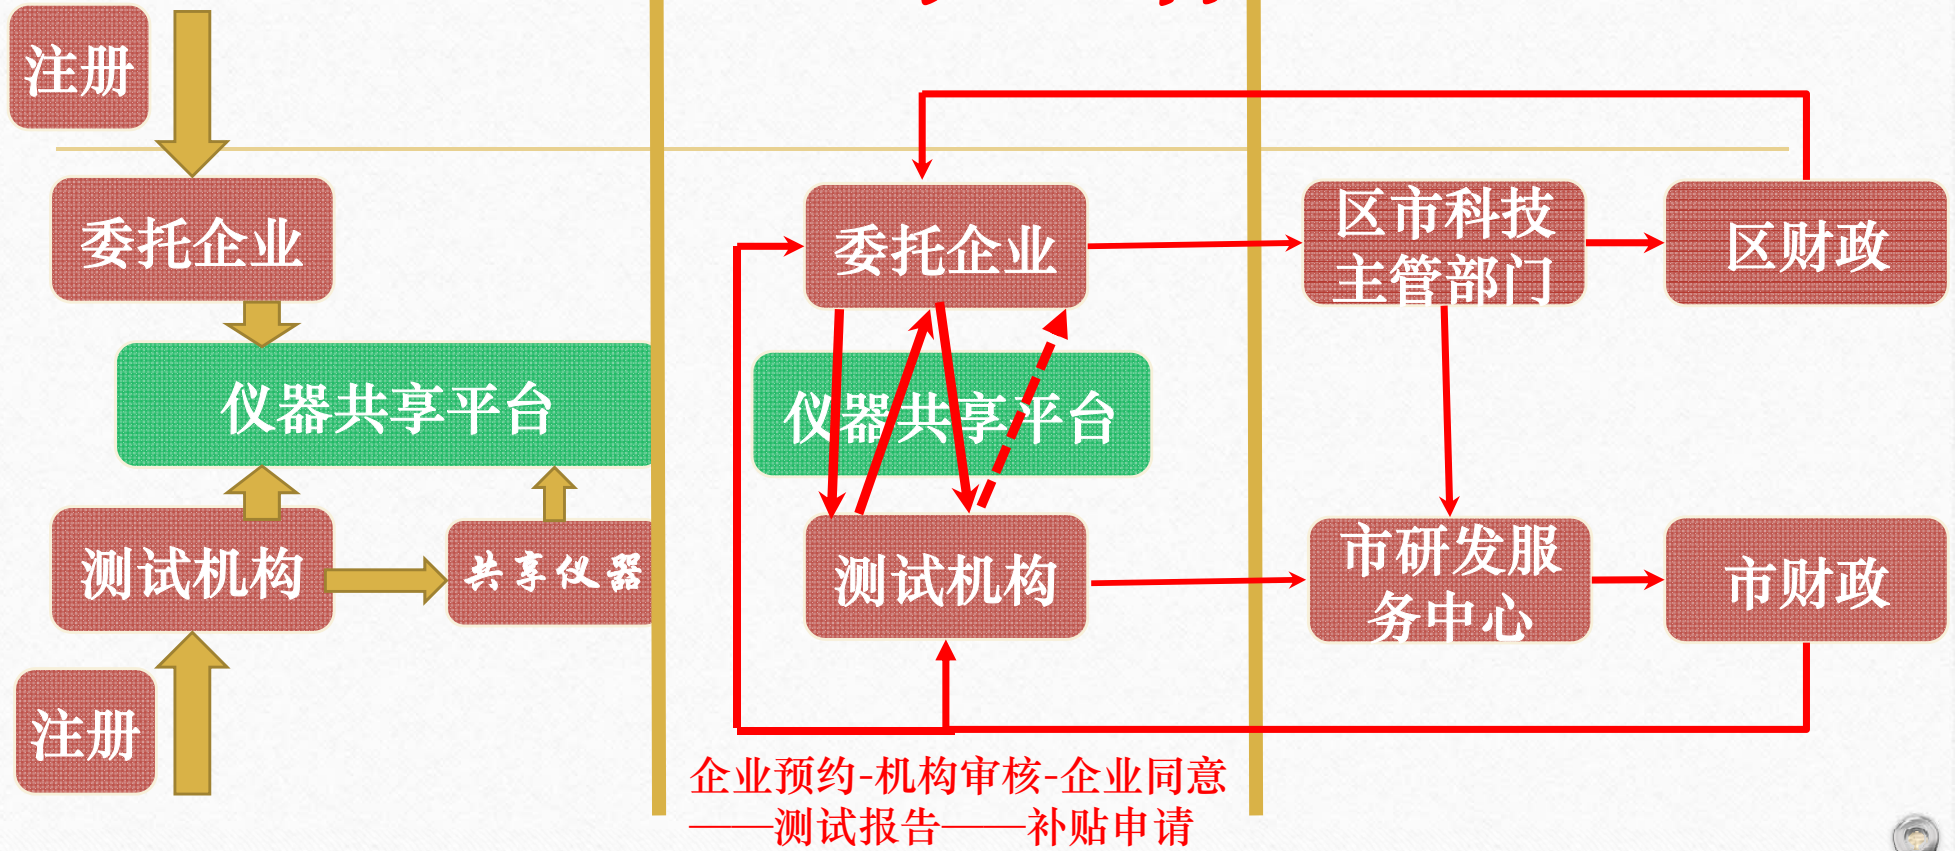 注册
委托企业
仪器共享平台
测试机构
共享仪器
注册
委托企业
仪器共享平台
测试机构
企业预约-机构审核-企业同意
——测试报告——补贴申请
区市科技
主管部门
区财政
市研发服
务中心
市财政